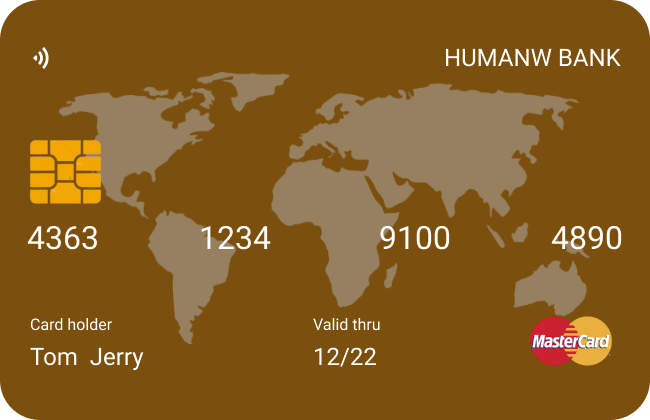 HUMANW BANK
4363 1234 9100 4890
Card holder Valid thru
Tom Jerry 12/22
MasterCard